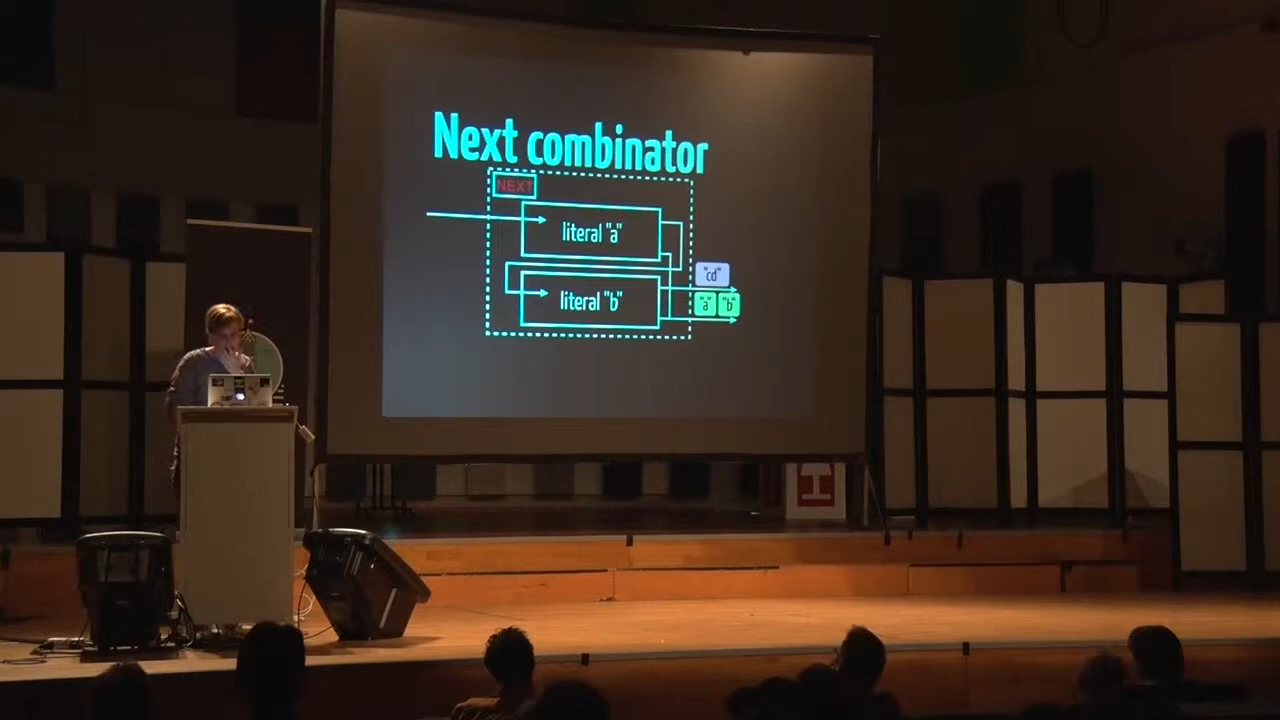 Next combinator
NEXT
literal "a"
"cd"
literal "b"
"a" "b"